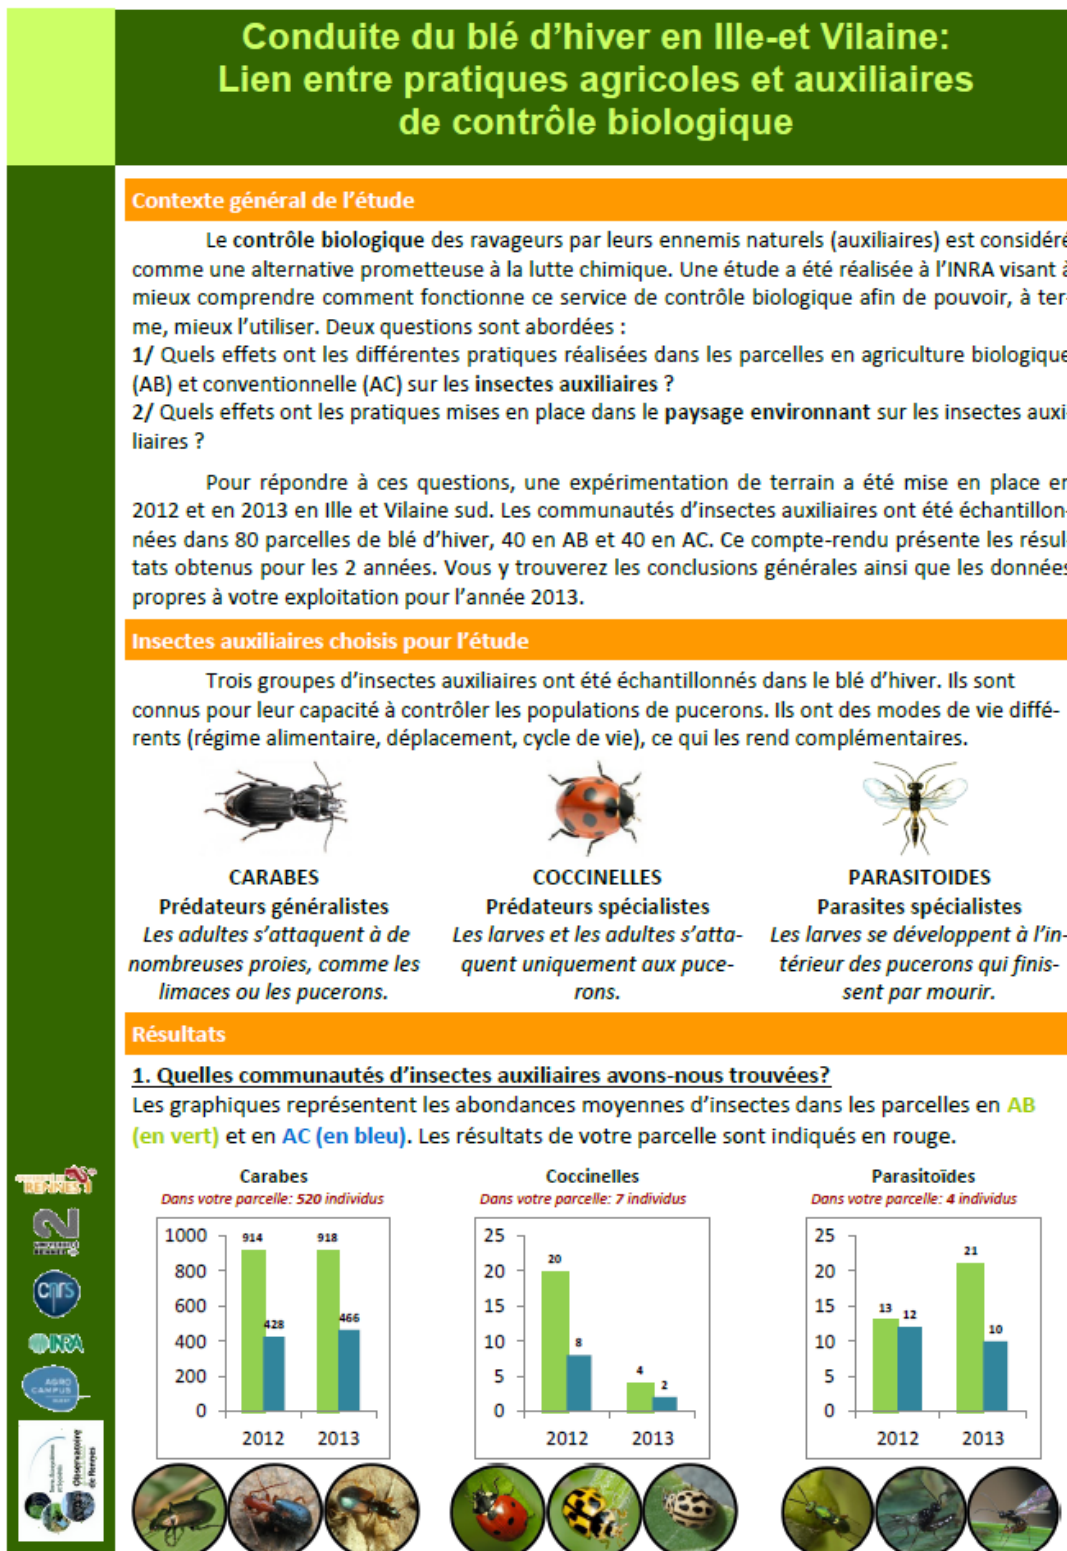 Conduite du blé d'hiver en Ille-et Vilaine:
Lien entre pratiques agricoles et auxiliaires
de contrôle biologique
Contexte général de l'étude
Le contrôle biologique des ravageurs par leurs ennemis naturels (auxiliaires) est considéré
comme une alternative prometteuse à la lutte chimique. Une étude a été réalisée à l'INRA visant à
mieux comprendre comment fonctionne ce service de contrôle biologique afin de pouvoir, à ter-
me, mieux l'utiliser. Deux questions sont abordées :
1/ Quels effets ont les différentes pratiques réalisées dans les parcelles en agriculture biologique
(AB) et conventionnelle (AC) sur les insectes auxiliaires ?
2/ Quels effets ont les pratiques mises en place dans le paysage environnant sur les insectes auxi-
liaires ?
Pour répondre à ces questions, une expérimentation de terrain a été mise en place en
2012 et en 2013 en Ille et Vilaine sud. Les communautés d'insectes auxiliaires ont été échantillon-
nées dans 80 parcelles de blé d'hiver, 40 en AB et 40 en AC. Ce compte-rendu présente les résul-
tats obtenus pour les 2 années. Vous y trouverez les conclusions générales ainsi que les données
propres à votre exploitation pour l'année 2013.
Insectes auxiliaires choisis pour l'étude
Trois groupes d'insectes auxiliaires ont été échantillonnés dans le blé d'hiver. Ils sont
connus pour leur capacité à contrôler les populations de pucerons. Ils ont des modes de vie diffé-
rents (régime alimentaire, déplacement, cycle de vie), ce qui les rend complémentaires.
CARABES
Prédateurs généralistes
Les adultes s'attaquent à de
nombreuses proies, comme les
limaces ou les pucerons.
COCCINELLES
Prédateurs spécialistes
Les larves et les adultes s'atta-
quent uniquement aux puce-
rons.
PARASITOIDES
Parasites spécialistes
Les larves se développent à l'in-
térieur des pucerons qui finis-
sent par mourir.
Résultats
1. Quelles communautés d'insectes auxiliaires avons-nous trouvées?
Les graphiques représentent les abondances moyennes d'insectes dans les parcelles en AB
(en vert) et en AC (en bleu). Les résultats de votre parcelle sont indiqués en rouge.
Carabes
Dans votre parcelle: 520 individus
1000
800
600
400
200
0
914
428
918
466
2012 2013
Coccinelles
Dans votre parcelle: 7 individus
25
20
15
10
5
0
20
8
4
2
2012 2013
Parasitoïdes
Dans votre parcelle: 4 individus
25
20
15
10
5
0
13
12
21
10
2012 2013
RENNES 1
2
cnrs
INRA
AGRO
CAMPUS
Observatoire
de Rennes